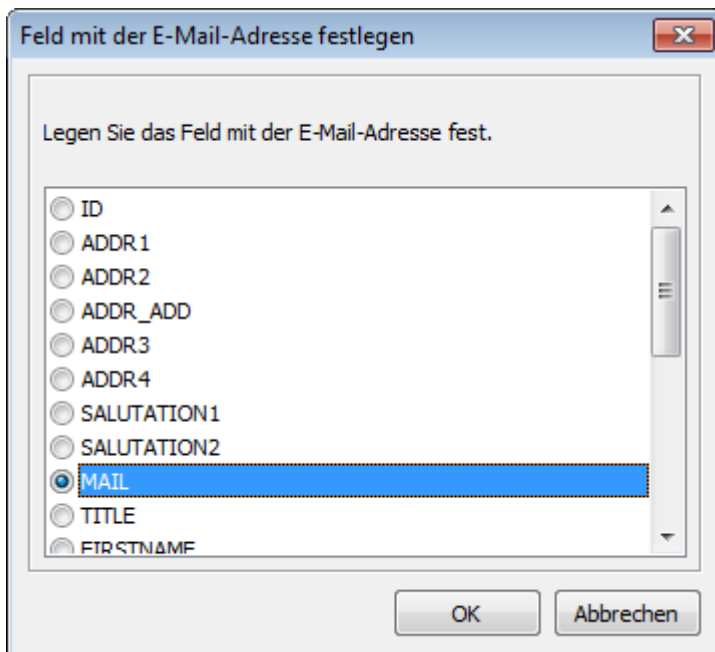 Feld mit der E-Mail-Adresse festlegen
Legen Sie das Feld mit der E-Mail-Adresse fest.
ID
ADDR1
ADDR2
ADDR_ADD
ADDR3
ADDR4
SALUTATION1
SALUTATION2
MAIL
TITLE
FIRSTNAME
OK Abbrechen